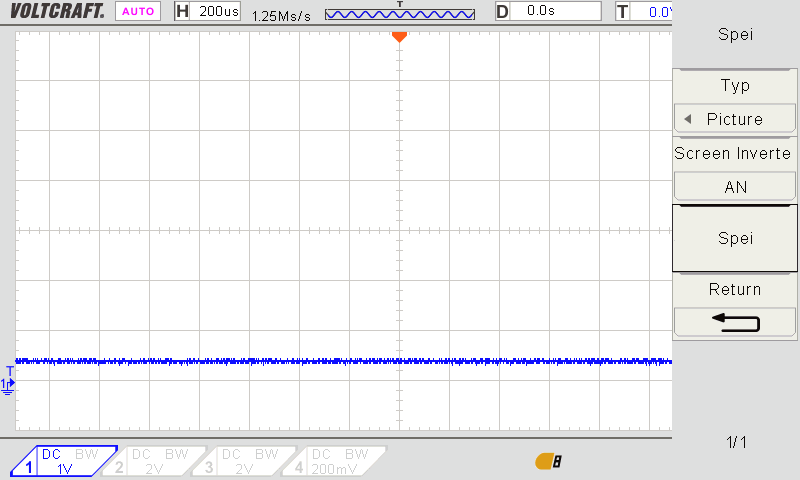 VOLTCRAFT. AUTO H 200us 1.25Ms/s T D 0.0s T 0.0
Spei
Typ
Picture
Screen Inverte
AN
Spei
Return
T
1
1/1
1 DC BW 1V
2 DC BW 2V
3 DC BW 2V
4 DC BW 200mV